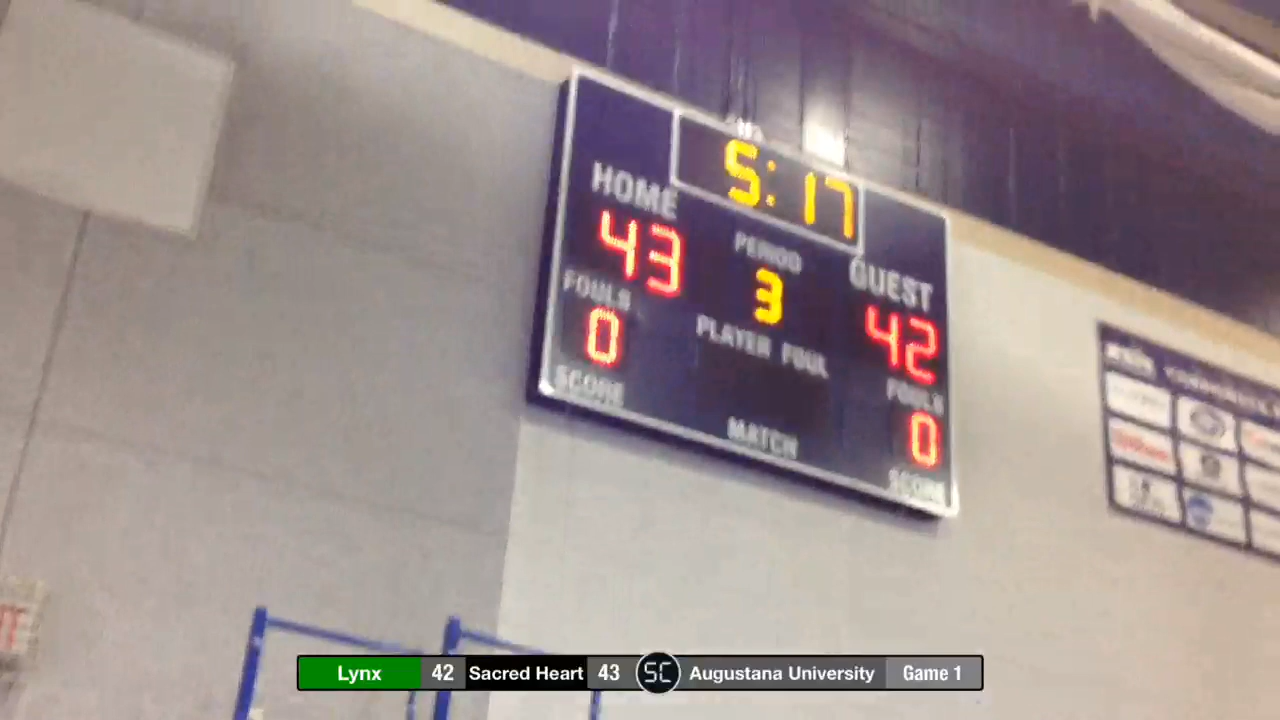 5:17
HOME
PERIOD
GUEST
43
3
42
FOULS
PLAYER FOUL
FOULS
0
0
SCORE
MATCH
SCORE
Lynx 42 Sacred Heart 43 SC Augustana University Game 1